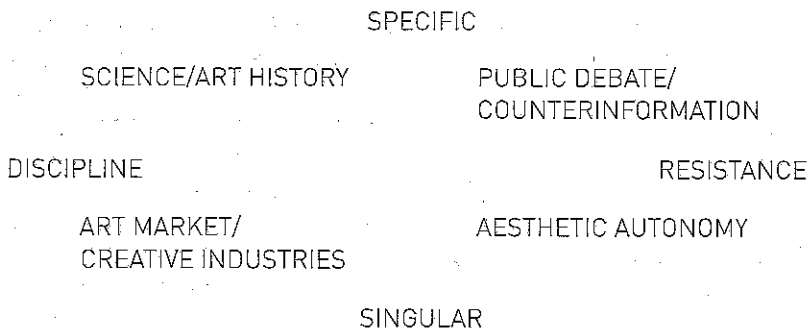 SPECIFIC
SCIENCE/ART HISTORY
PUBLIC DEBATE/
COUNTERINFORMATION
DISCIPLINE
RESISTANCE
ART MARKET/
CREATIVE INDUSTRIES
AESTHETIC AUTONOMY
SINGULAR